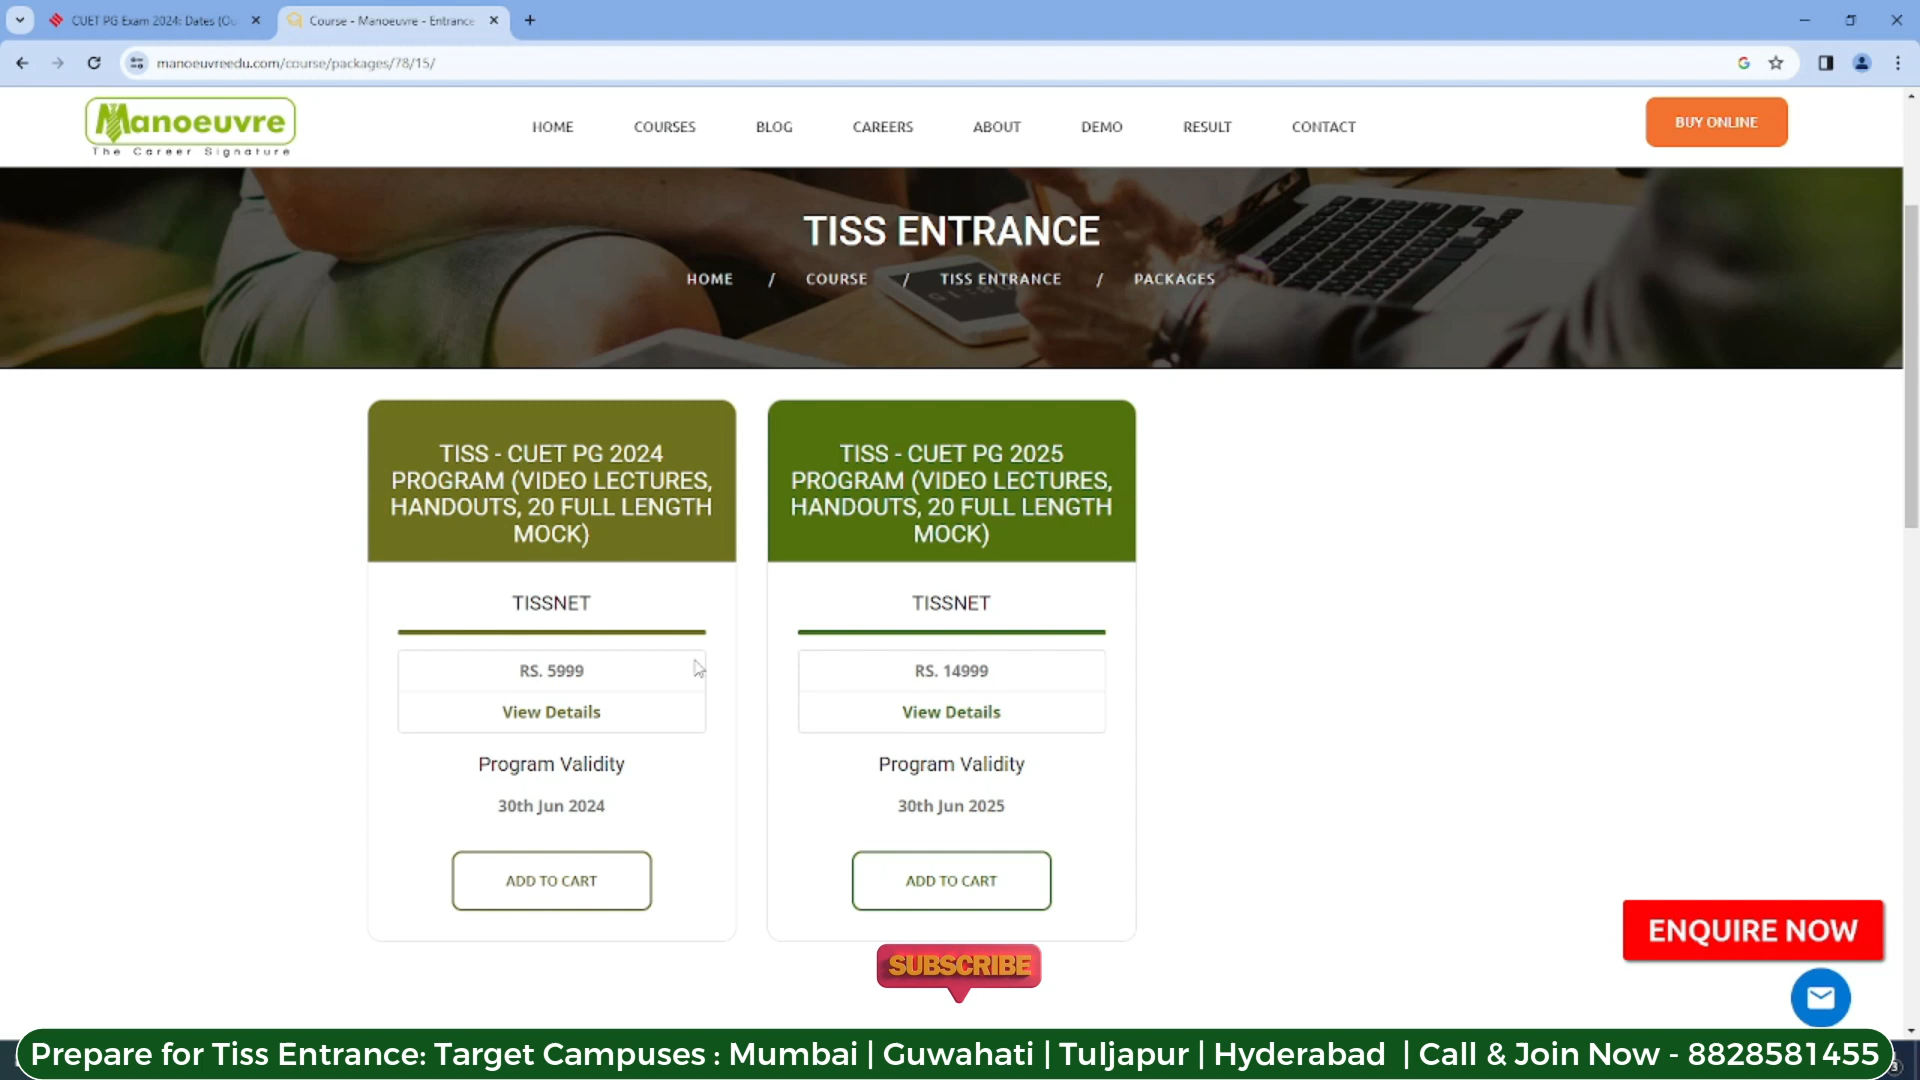 CUET PG Exam 2024: Dates (Ou
Course - Manoeuvre - Entrance
manoeuvreedu.com/course/packages/78/15/
Manoeuvre
The Career Signature
HOME
COURSES
BLOG
CAREERS
ABOUT
DEMO
RESULT
CONTACT
BUY ONLINE
TISS ENTRANCE
HOME / COURSE / TISS ENTRANCE / PACKAGES
TISS - CUET PG 2024
PROGRAM (VIDEO LECTURES,
HANDOUTS, 20 FULL LENGTH
MOCK)
TISSNET
RS. 5999
View Details
Program Validity
30th Jun 2024
ADD TO CART
TISS - CUET PG 2025
PROGRAM (VIDEO LECTURES,
HANDOUTS, 20 FULL LENGTH
MOCK)
TISSNET
RS. 14999
View Details
Program Validity
30th Jun 2025
ADD TO CART
ENQUIRE NOW
SUBSCRIBE
Prepare for Tiss Entrance: Target Campuses : Mumbai | Guwahati | Tuljapur | Hyderabad | Call & Join Now - 8828581455